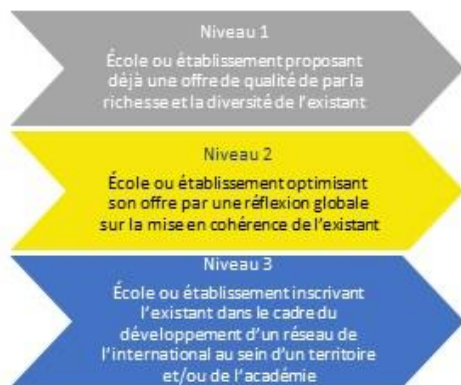 Niveau 1
École ou établissement proposant
déjà une offre de qualité de par la
richesse et la diversité de l'existant
Niveau 2
École ou établissement optimisant
son offre par une réflexion globale
sur la mise en cohérence de l'existant
Niveau 3
École ou établissement inscrivant
l'existant dans le cadre du
développement d'un réseau de
l'international au sein d'un territoire
et/ou de l'académie